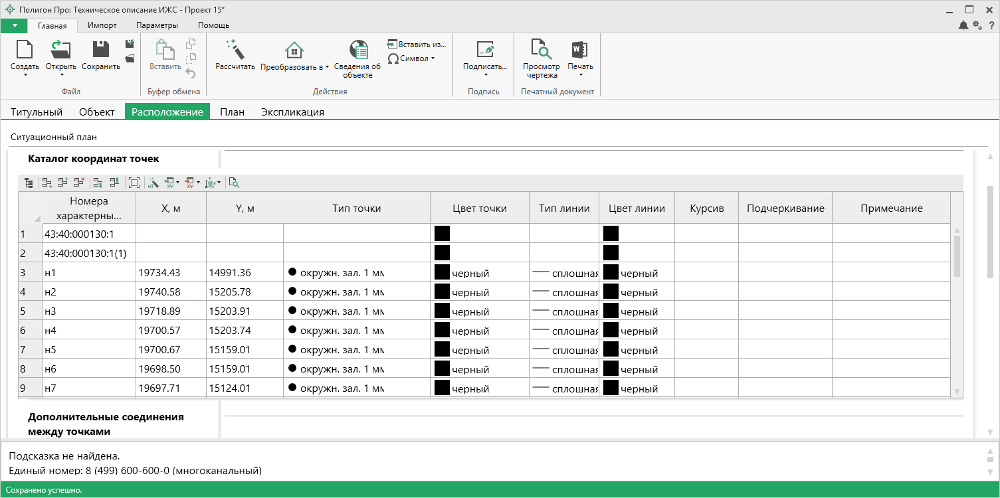 Полигон Про: Техническое описание ИЖС - Проект 15*
Главная Импорт Параметры Помощь
Создать Открыть Сохранить Вставить Рассчитать Преобразовать в Сведения об объекте Вставить из... Символ Подписать... Просмотр чертежа Печать
Файл Буфер обмена Действия Подпись Печатный документ
Титульный Объект Расположение План Экспликация
Ситуационный план
Каталог координат точек
Номера характерны... X, м Y, м Тип точки Цвет точки Тип линии Цвет линии Курсив Подчеркивание Примечание
1 43:40:000130:1
2 43:40:000130:1(1)
3 н1 19734.43 14991.36 окружн. зал. 1 мм черный сплошная черный
4 н2 19740.58 15205.78 окружн. зал. 1 мм черный сплошная черный
5 н3 19718.89 15203.91 окружн. зал. 1 мм черный сплошная черный
6 н4 19700.57 15203.74 окружн. зал. 1 мм черный сплошная черный
7 н5 19700.67 15159.01 окружн. зал. 1 мм черный сплошная черный
8 н6 19698.50 15159.01 окружн. зал. 1 мм черный сплошная черный
9 н7 19697.71 15124.01 окружн. зал. 1 мм черный сплошная черный
Дополнительные соединения
между точками
Подсказка не найдена.
Единый номер: 8 (499) 600-600-0 (многоканальный)
Сохранено успешно.